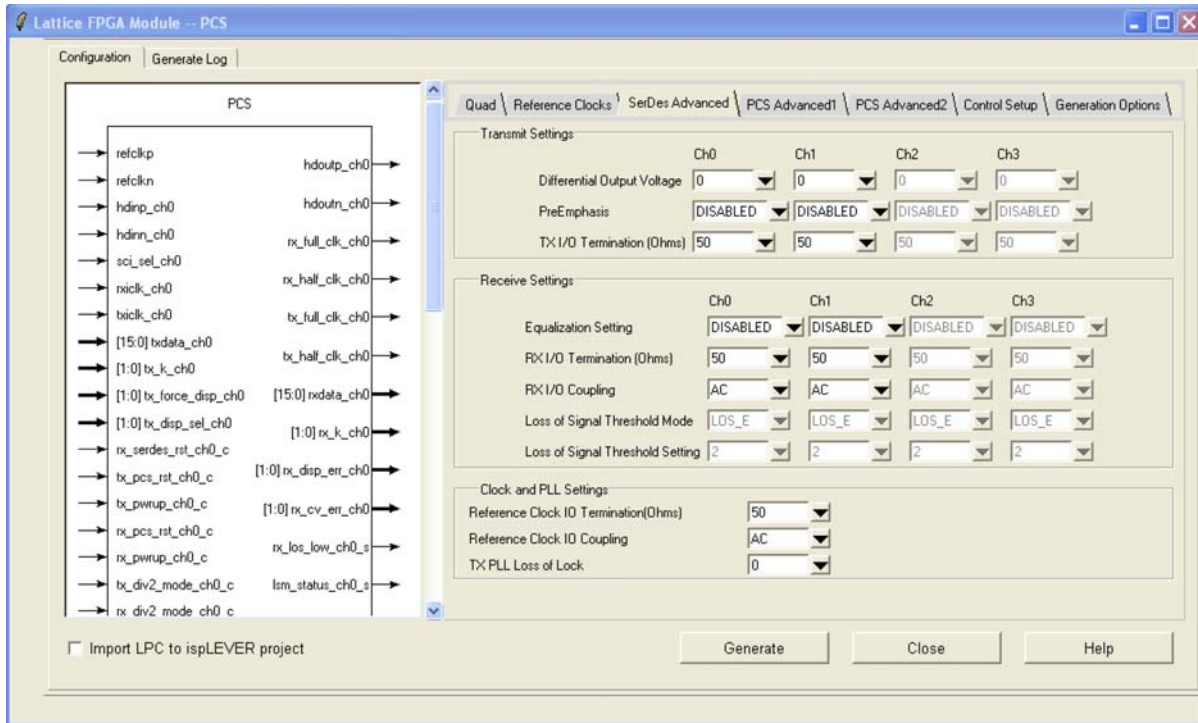 Lattice FPGA Module -- PCS
Configuration Generate Log
PCS
refclkp
refclkn
hdinp_ch0
hdinn_ch0
sci_sel_ch0
rxiclk_ch0
txiclk_ch0
[15:0] txdata_ch0
[1:0] tx_k_ch0
[1:0] tx_force_disp_ch0
[1:0] tx_disp_sel_ch0
rx_serdes_rst_ch0_c
tx_pcs_rst_ch0_c
tx_pwrup_ch0_c
rx_pcs_rst_ch0_c
rx_pwrup_ch0_c
tx_div2_mode_ch0_c
rx_div2_mode_ch0_c
hdoutp_ch0
hdoutn_ch0
rx_full_clk_ch0
rx_half_clk_ch0
tx_full_clk_ch0
tx_half_clk_ch0
[15:0] rxdata_ch0
[1:0] rx_k_ch0
[1:0] rx_disp_err_ch0
[1:0] rx_cv_err_ch0
rx_los_low_ch0_s
lsm_status_ch0_s
Quad Reference Clocks SerDes Advanced PCS Advanced1 PCS Advanced2 Control Setup Generation Options
Transmit Settings
Ch0 Ch1 Ch2 Ch3
Differential Output Voltage 0 0 0 0
PreEmphasis DISABLED DISABLED DISABLED DISABLED
TX I/O Termination (Ohms) 50 50 50 50
Receive Settings
Ch0 Ch1 Ch2 Ch3
Equalization Setting DISABLED DISABLED DISABLED DISABLED
RX I/O Termination (Ohms) 50 50 50 50
RX I/O Coupling AC AC AC AC
Loss of Signal Threshold Mode LOS_E LOS_E LOS_E LOS_E
Loss of Signal Threshold Setting 2 2 2 2
Clock and PLL Settings
Reference Clock IO Termination(Ohms) 50
Reference Clock IO Coupling AC
TX PLL Loss of Lock 0
Import LPC to ispLEVER project
Generate Close Help